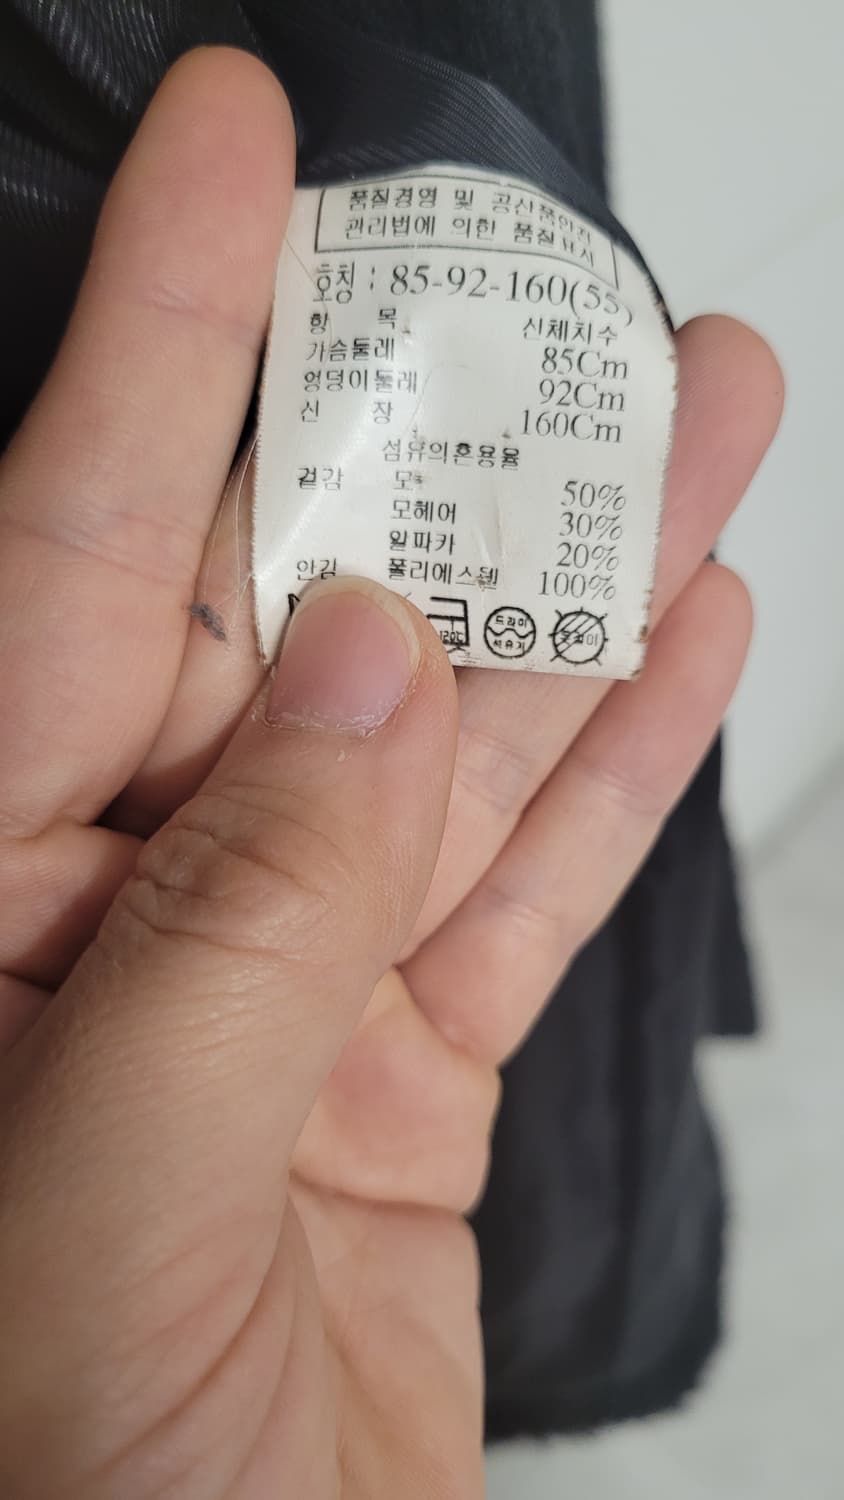 품질경영 및 공산품안전
관리법에 의한 품질표시
호칭 : 85-92-160(55)
항 목 신체치수
가슴둘레 85Cm
엉덩이둘레 92Cm
신 장 160Cm
섬유의혼용율
겉감 모 50%
모헤어 30%
알파카 20%
안감 폴리에스텔 100%
드라이
석유계